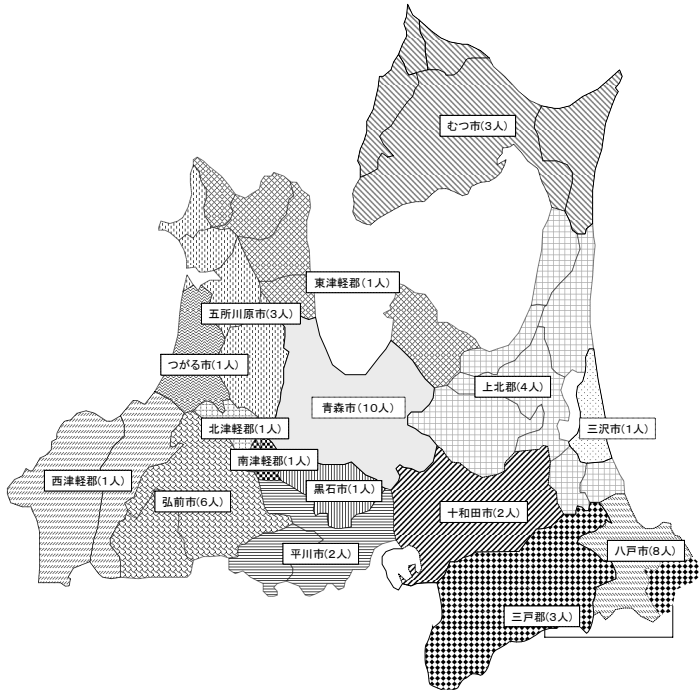 むつ市(3人)
東津軽郡(1人)
五所川原市(3人)
つがる市(1人)
上北郡(4人)
青森市(10人)
北津軽郡(1人)
三沢市(1人)
南津軽郡(1人)
西津軽郡(1人)
黒石市(1人)
弘前市(6人)
十和田市(2人)
平川市(2人)
八戸市(8人)
三戸郡(3人)